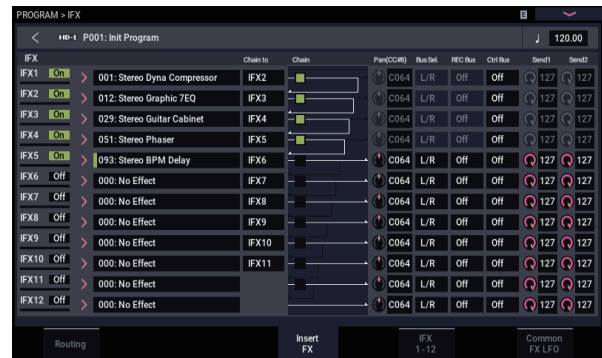 PROGRAM > IFX E
HD-1 P001: Init Program ♩ 120.00
IFX Chain to Chain Pan(CC#8) Bus Sel. REC Bus Ctrl Bus Send1 Send2
IFX1 On 001: Stereo Dyna Compressor IFX2 C064 L/R Off Off 127 127
IFX2 On 012: Stereo Graphic 7EQ IFX3 C064 L/R Off Off 127 127
IFX3 On 029: Stereo Guitar Cabinet IFX4 C064 L/R Off Off 127 127
IFX4 On 051: Stereo Phaser IFX5 C064 L/R Off Off 127 127
IFX5 On 093: Stereo BPM Delay IFX6 C064 L/R Off Off 127 127
IFX6 Off 000: No Effect IFX7 C064 L/R Off Off 127 127
IFX7 Off 000: No Effect IFX8 C064 L/R Off Off 127 127
IFX8 Off 000: No Effect IFX9 C064 L/R Off Off 127 127
IFX9 Off 000: No Effect IFX10 C064 L/R Off Off 127 127
IFX10 Off 000: No Effect IFX11 C064 L/R Off Off 127 127
IFX11 Off 000: No Effect C064 L/R Off Off 127 127
IFX12 Off 000: No Effect C064 L/R Off Off 127 127
Routing Insert FX IFX 1-12 Common FX LFO